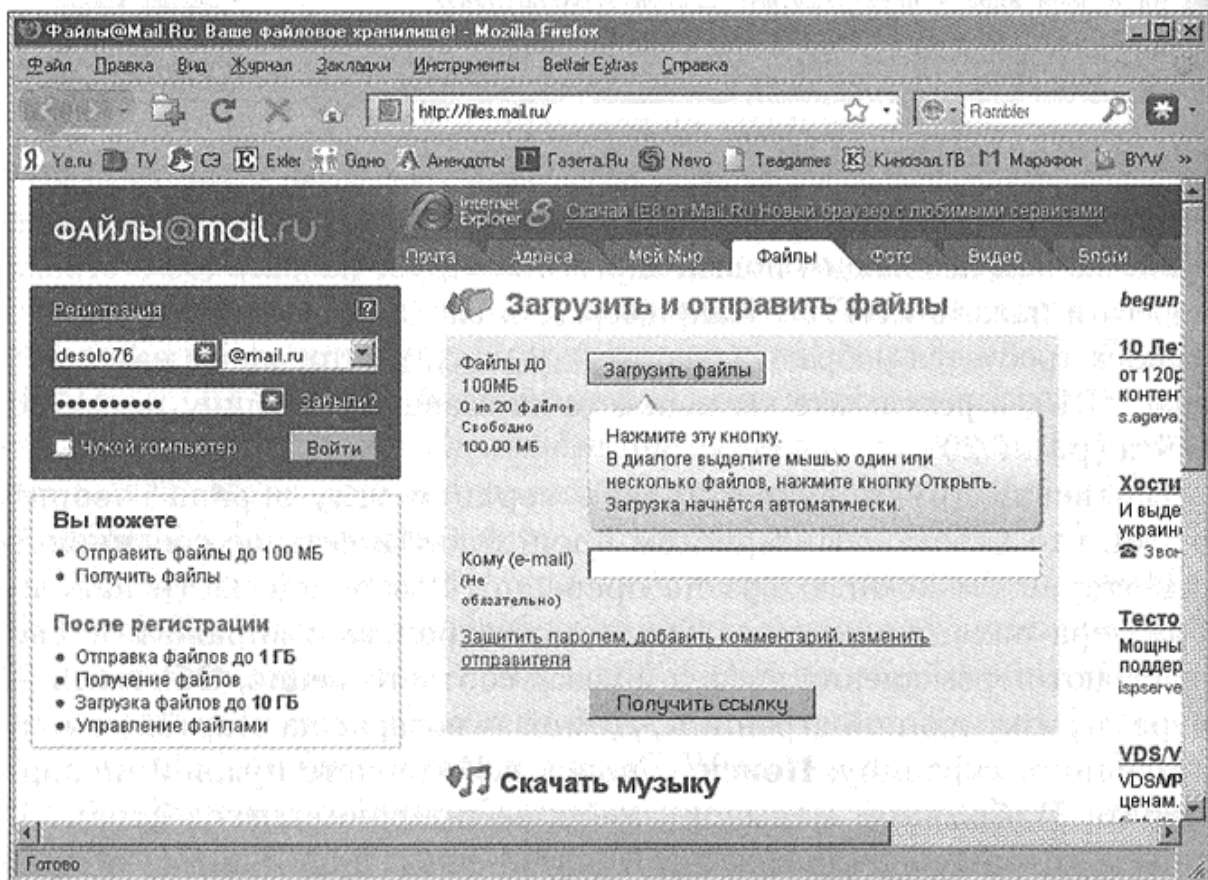 Файлы@Mail.Ru: Ваше файловое хранилище! - Mozilla Firefox
Файл Правка Вид Журнал Закладки Инструменты Betfair Extras Справка
http://files.mail.ru/
Rambler
Ya.ru TV СЭ Exler Одно Анекдоты Газета.Ru Nevo Teagames Кинозал.ТВ Марафон BYW »
ФАЙЛЫ@mail.ru
Internet Explorer 8
Скачай IE8 от Mail.Ru Новый браузер с любимыми сервисами
Почта Адреса Мой Мир Файлы Фото Видео Блоги
Регистрация ?
desolo76 @mail.ru
Забыли?
Чужой компьютер Войти
Вы можете
Отправить файлы до 100 МБ
Получить файлы
После регистрации
Отправка файлов до 1 ГБ
Получение файлов
Загрузка файлов до 10 ГБ
Управление файлами
Загрузить и отправить файлы
Файлы до
100МБ
0 из 20 файлов
Свободно
100.00 МБ
Загрузить файлы
Нажмите эту кнопку.
В диалоге выделите мышью один или
несколько файлов, нажмите кнопку Открыть.
Загрузка начнётся автоматически.
Кому (e-mail)
(Не
обязательно)
Защитить паролем, добавить комментарий, изменить
отправителя
Получить ссылку
Скачать музыку
begun
10 Лет
от 120р
контен
s.agava.
Хости
И выде
украин
Звон
Тесто
Мощны
поддер
ispserve
VDS/V
VDS/VP
ценам.
Готово